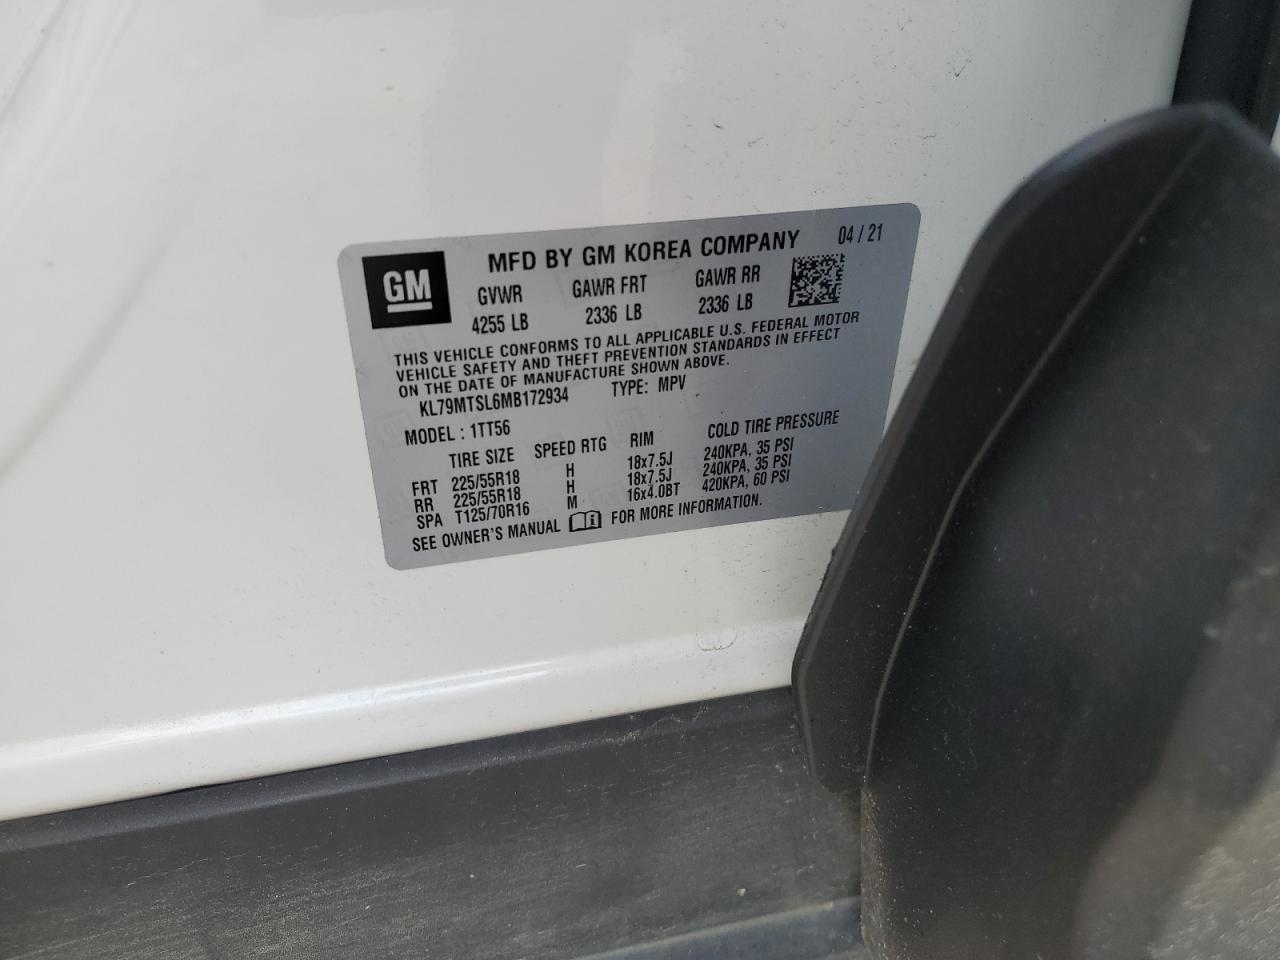 GM
MFD BY GM KOREA COMPANY 04 / 21
GVWR GAWR FRT GAWR RR
4255 LB 2336 LB 2336 LB
THIS VEHICLE CONFORMS TO ALL APPLICABLE U.S. FEDERAL MOTOR
VEHICLE SAFETY AND THEFT PREVENTION STANDARDS IN EFFECT
ON THE DATE OF MANUFACTURE SHOWN ABOVE.
KL79MTSL6MB172934 TYPE: MPV
MODEL : 1TT56
TIRE SIZE SPEED RTG RIM COLD TIRE PRESSURE
FRT 225/55R18 H 18x7.5J 240KPA, 35 PSI
RR 225/55R18 H 18x7.5J 240KPA, 35 PSI
SPA T125/70R16 M 16x4.0BT 420KPA, 60 PSI
SEE OWNER'S MANUAL FOR MORE INFORMATION.